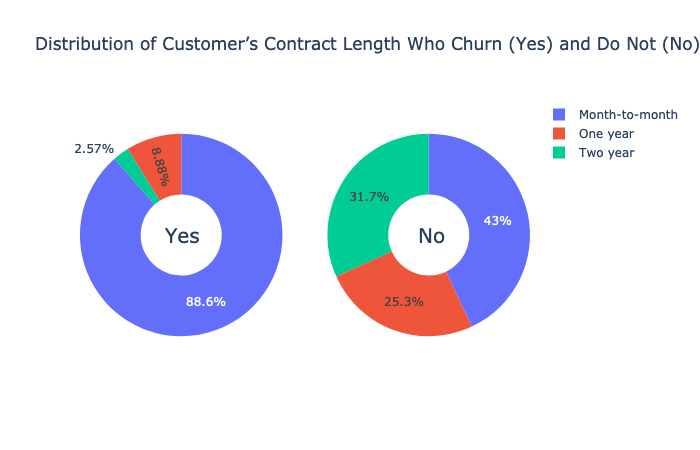 Distribution of Customer’s Contract Length Who Churn (Yes) and Do Not (No)
Month-to-month
One year
Two year
2.57%
8.88%
Yes
88.6%
31.7%
43%
No
25.3%